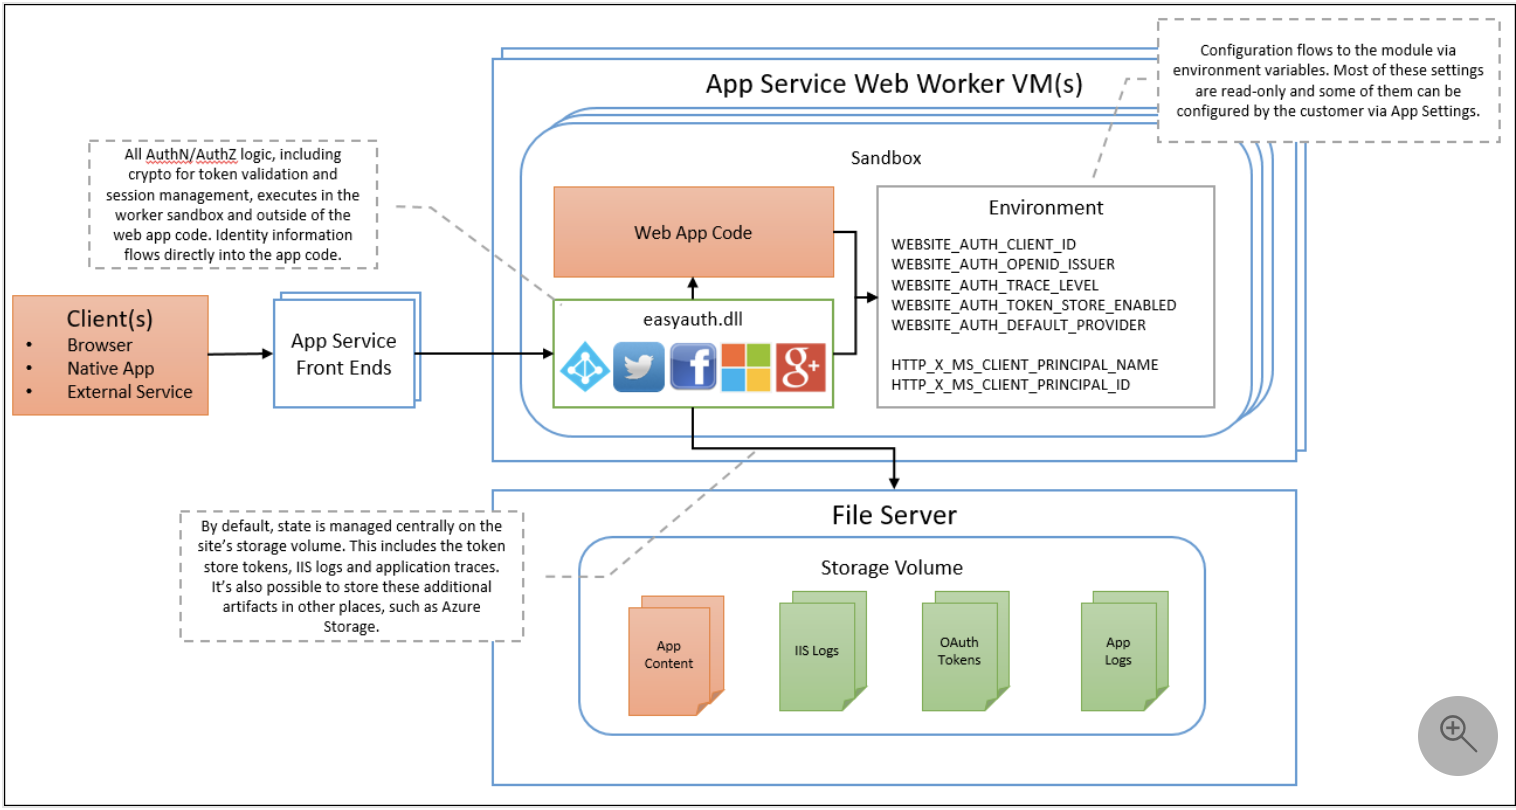 App Service Web Worker VM(s)
Configuration flows to the module via
environment variables. Most of these settings
are read-only and some of them can be
configured by the customer via App Settings.
All AuthN/AuthZ logic, including
crypto for token validation and
session management, executes in the
worker sandbox and outside of the
web app code. Identity information
flows directly into the app code.
Sandbox
Web App Code
Environment
WEBSITE_AUTH_CLIENT_ID
WEBSITE_AUTH_OPENID_ISSUER
WEBSITE_AUTH_TRACE_LEVEL
WEBSITE_AUTH_TOKEN_STORE_ENABLED
WEBSITE_AUTH_DEFAULT_PROVIDER
HTTP_X_MS_CLIENT_PRINCIPAL_NAME
HTTP_X_MS_CLIENT_PRINCIPAL_ID
Client(s)
• Browser
• Native App
• External Service
App Service
Front Ends
easyauth.dll
f
g+
By default, state is managed centrally on the
site’s storage volume. This includes the token
store tokens, IIS logs and application traces.
It’s also possible to store these additional
artifacts in other places, such as Azure
Storage.
File Server
Storage Volume
App
Content
IIS Logs
OAuth
Tokens
App
Logs